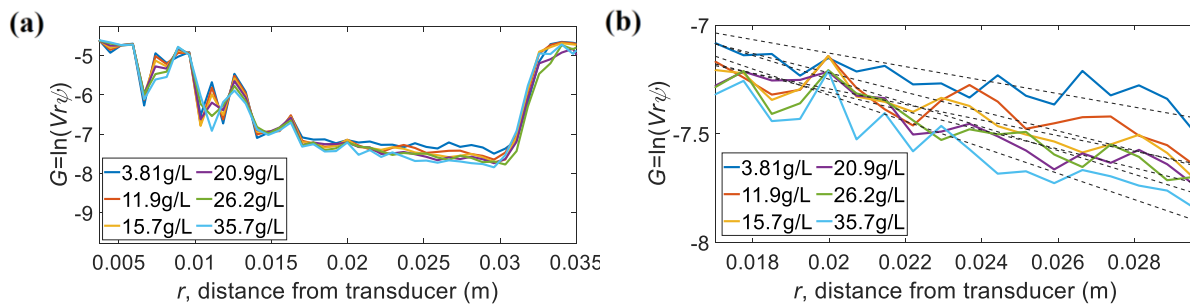 (a)
G=ln(Vrψ)
-5
-6
-7
-8
-9
3.81g/L 20.9g/L
11.9g/L 26.2g/L
15.7g/L 35.7g/L
0.005 0.01 0.015 0.02 0.025 0.03 0.035
r, distance from transducer (m)
(b)
G=ln(Vrψ)
-7
-7.5
-8
3.81g/L 20.9g/L
11.9g/L 26.2g/L
15.7g/L 35.7g/L
0.018 0.02 0.022 0.024 0.026 0.028
r, distance from transducer (m)